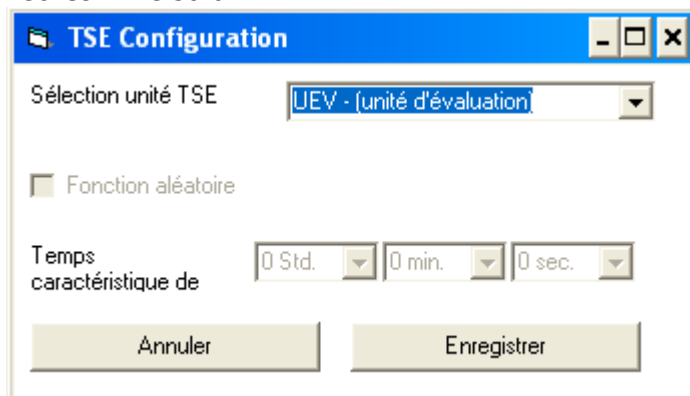 TSE Configuration
Sélection unité TSE
UEV - (unité d'évaluation)
Fonction aléatoire
Temps
caractéristique de
0 Std.
0 min.
0 sec.
Annuler
Enregistrer